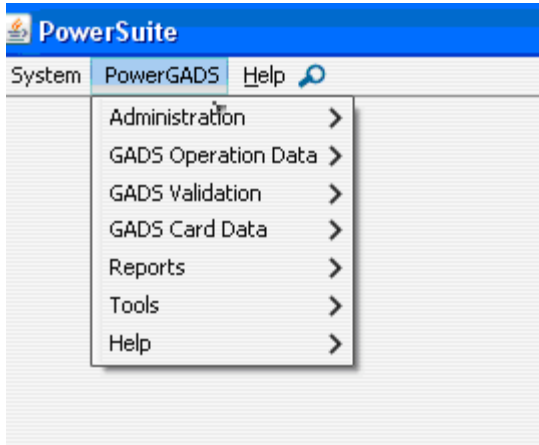 PowerSuite
System PowerGADS Help
Administration
GADS Operation Data
GADS Validation
GADS Card Data
Reports
Tools
Help